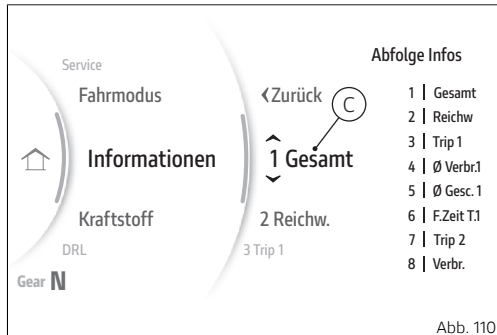 Service
Fahrmodus
Informationen
Kraftstoff
DRL
Gear N
Zurück
C
1 Gesamt
2 Reichw.
3 Trip 1
Abfolge Infos
1 | Gesamt
2 | Reichw
3 | Trip 1
4 | Ø Verbr.1
5 | Ø Gesc. 1
6 | F.Zeit T.1
7 | Trip 2
8 | Verbr.
Abb. 110